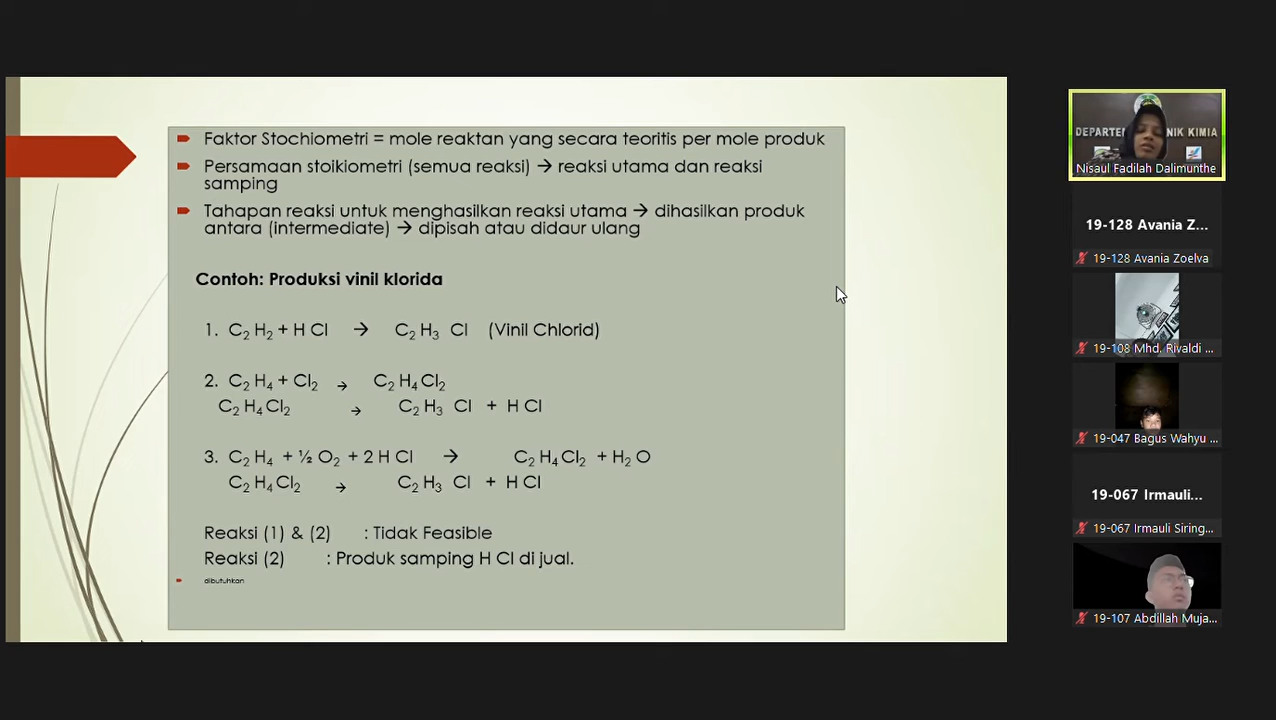 Faktor Stochiometri = mole reaktan yang secara teoritis per mole produk
Persamaan stoikiometri (semua reaksi) → reaksi utama dan reaksi
samping
Tahapan reaksi untuk menghasilkan reaksi utama → dihasilkan produk
antara (intermediate) → dipisah atau didaur ulang
Contoh: Produksi vinil klorida
1. C₂ H₂ + H Cl → C₂ H₃ Cl (Vinil Chlorid)
2. C₂ H₄ + Cl₂ → C₂ H₄ Cl₂
C₂ H₄ Cl₂ → C₂ H₃ Cl + H Cl
3. C₂ H₄ + ½ O₂ + 2 H Cl → C₂ H₄ Cl₂ + H₂ O
C₂ H₄ Cl₂ → C₂ H₃ Cl + H Cl
Reaksi (1) & (2) : Tidak Feasible
Reaksi (2) : Produk samping H Cl di jual.
dibutuhkan
Nisaul Fadilah Dalimunthe
19-128 Avania Z...
19-128 Avania Zoelva
19-108 Mhd. Rivaldi ...
19-047 Bagus Wahyu ...
19-067 Irmauli...
19-067 Irmauli Siring...
19-107 Abdillah Muja...